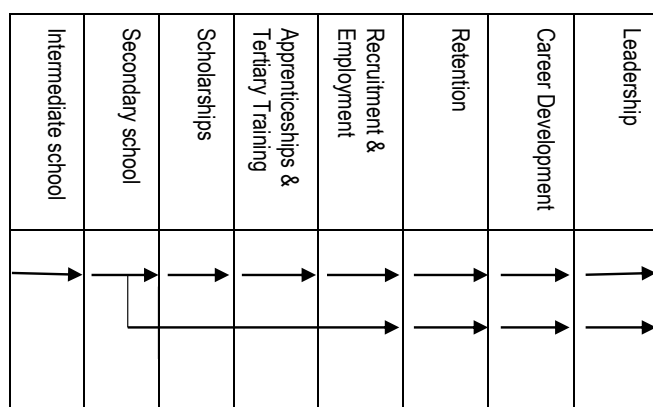 Intermediate school
Secondary school
Scholarships
Apprenticeships &
Tertiary Training
Recruitment &
Employment
Retention
Career Development
Leadership